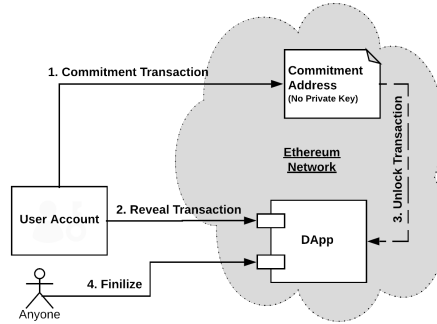 1. Commitment Transaction
Commitment
Address
(No Private Key)
3. Unlock Transaction
Ethereum
Network
User Account
2. Reveal Transaction
DApp
4. Finilize
Anyone